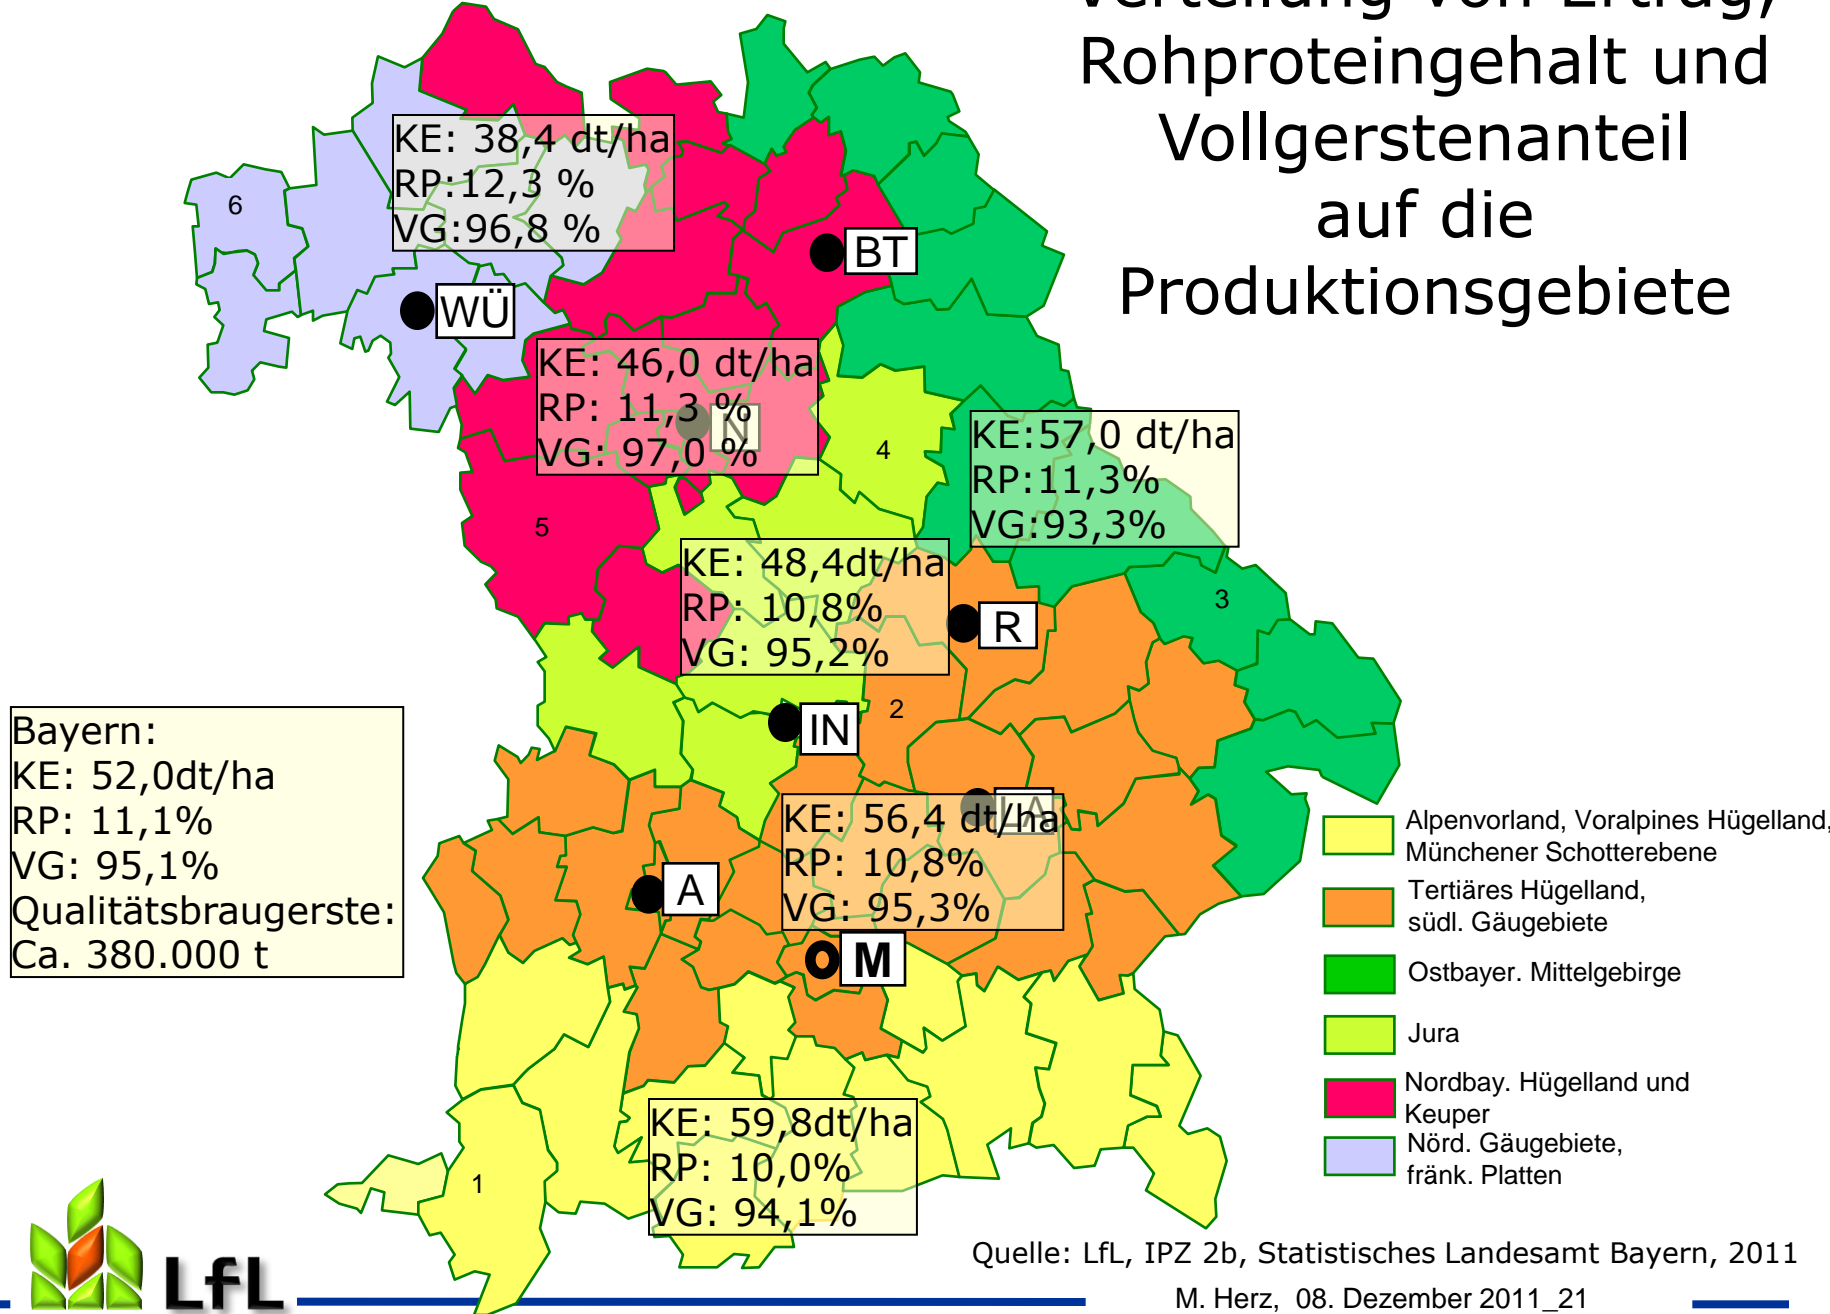 Verteilung von Ertrag,
Rohproteingehalt und
Vollgerstenanteil
auf die
Produktionsgebiete
KE: 38,4 dt/ha
RP:12,3 %
VG:96,8 %
6
BT
WÜ
KE: 46,0 dt/ha
RP: 11,3 %
VG: 97,0 %
N
4
KE:57,0 dt/ha
RP:11,3%
VG:93,3%
5
KE: 48,4dt/ha
RP: 10,8%
VG: 95,2%
3
R
2
IN
Bayern:
KE: 52,0dt/ha
RP: 11,1%
VG: 95,1%
Qualitätsbraugerste:
Ca. 380.000 t
LA
KE: 56,4 dt/ha
RP: 10,8%
VG: 95,3%
A
M
Alpenvorland, Voralpines Hügelland,
Münchener Schotterebene
Tertiäres Hügelland,
südl. Gäugebiete
Ostbayer. Mittelgebirge
Jura
Nordbay. Hügelland und
Keuper
Nörd. Gäugebiete,
fränk. Platten
KE: 59,8dt/ha
RP: 10,0%
VG: 94,1%
1
Quelle: LfL, IPZ 2b, Statistisches Landesamt Bayern, 2011
LfL
M. Herz, 08. Dezember 2011_21